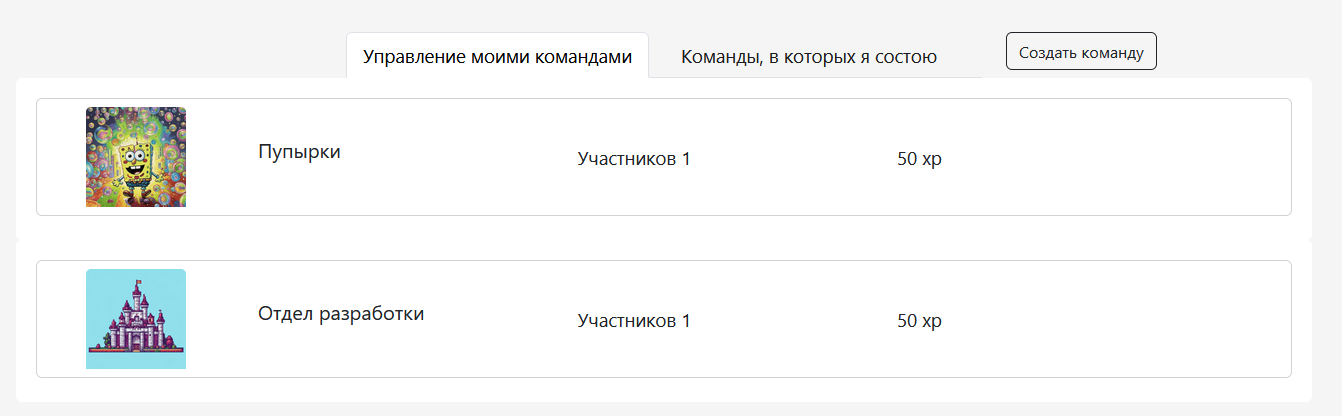 Управление моими командами
Команды, в которых я состою
Создать команду
Пупырки
Участников 1
50 xp
Отдел разработки
Участников 1
50 xp